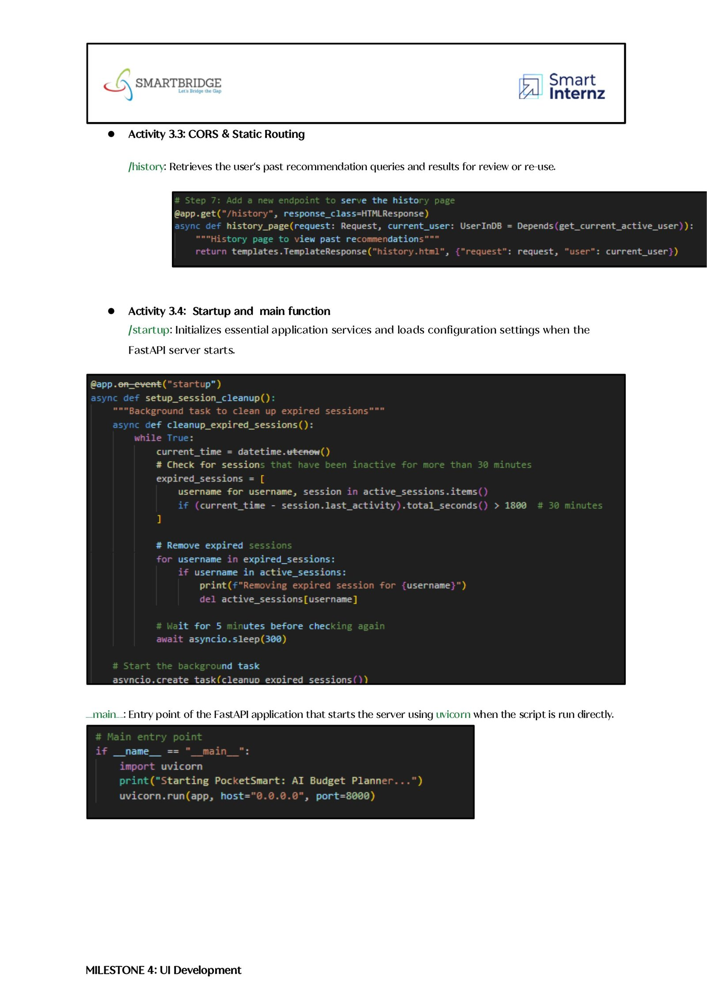 SMARTBRIDGE
Let's Bridge the Gap
Smart
Internz
● Activity 3.3: CORS & Static Routing
/history: Retrieves the user's past recommendation queries and results for review or re-use.
# Step 7: Add a new endpoint to serve the history page
@app.get("/history", response_class=HTMLResponse)
async def history_page(request: Request, current_user: UserInDB = Depends(get_current_active_user)):
    """History page to view past recommendations"""
    return templates.TemplateResponse("history.html", {"request": request, "user": current_user})
● Activity 3.4:  Startup and  main function
/startup: Initializes essential application services and loads configuration settings when the
FastAPI server starts.
@app.on_event("startup")
async def setup_session_cleanup():
    """Background task to clean up expired sessions"""
    async def cleanup_expired_sessions():
        while True:
            current_time = datetime.utcnow()
            # Check for sessions that have been inactive for more than 30 minutes
            expired_sessions = [
                username for username, session in active_sessions.items()
                if (current_time - session.last_activity).total_seconds() > 1800  # 30 minutes
            ]
            # Remove expired sessions
            for username in expired_sessions:
                if username in active_sessions:
                    print(f"Removing expired session for {username}")
                    del active_sessions[username]
            # Wait for 5 minutes before checking again
            await asyncio.sleep(300)
    # Start the background task
    asyncio.create_task(cleanup_expired_sessions())
__main__: Entry point of the FastAPI application that starts the server using uvicorn when the script is run directly.
# Main entry point
if __name__ == "__main__":
    import uvicorn
    print("Starting PocketSmart: AI Budget Planner...")
    uvicorn.run(app, host="0.0.0.0", port=8000)
MILESTONE 4: UI Development